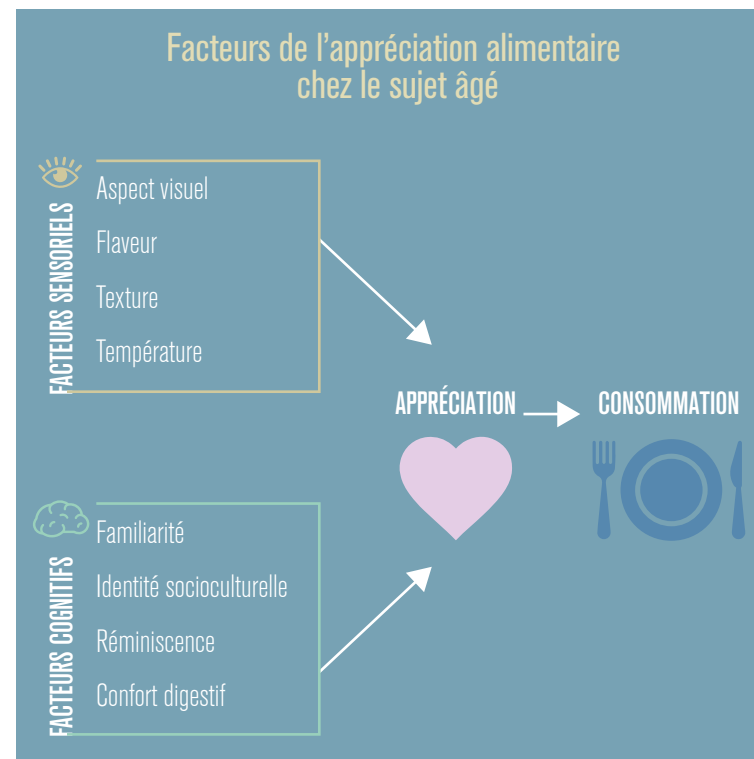 Facteurs de l’appréciation alimentaire
chez le sujet âgé
FACTEURS SENSORIELS
Aspect visuel
Flaveur
Texture
Température
APPRÉCIATION
CONSOMMATION
FACTEURS COGNITIFS
Familiarité
Identité socioculturelle
Réminiscence
Confort digestif